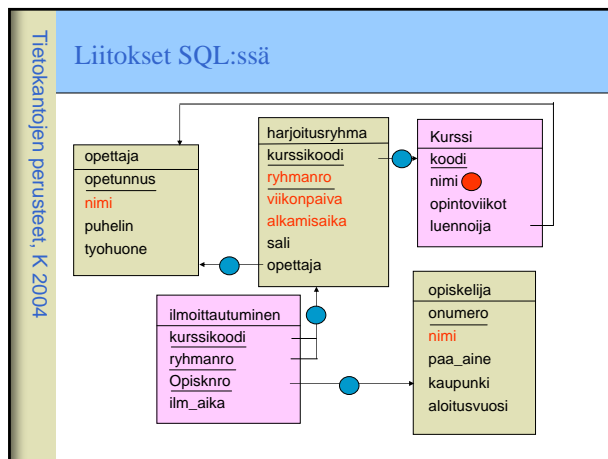 Tietokantojen perusteet, K 2004
Liitokset SQL:ssä
opettaja
opetunnus
nimi
puhelin
tyohuone
harjoitusryhma
kurssikoodi
ryhmanro
viikonpaiva
alkamisaika
sali
opettaja
Kurssi
koodi
nimi
opintoviikot
luennoija
ilmoittautuminen
kurssikoodi
ryhmanro
Opisknro
ilm_aika
opiskelija
onumero
nimi
paa_aine
kaupunki
aloitusvuosi